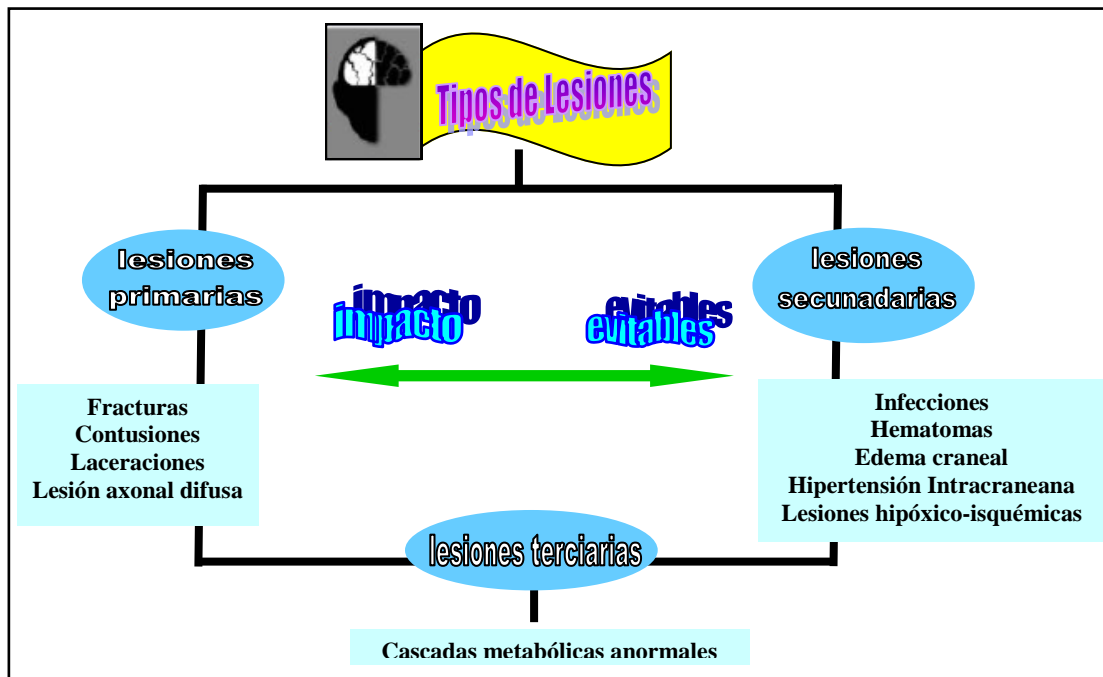 Tipos de Lesiones
lesiones
primarias
impacto
evitables
lesiones
secunadarias
Fracturas
Contusiones
Laceraciones
Lesión axonal difusa
Infecciones
Hematomas
Edema craneal
Hipertensión Intracraneana
Lesiones hipóxico-isquémicas
lesiones terciarias
Cascadas metabólicas anormales